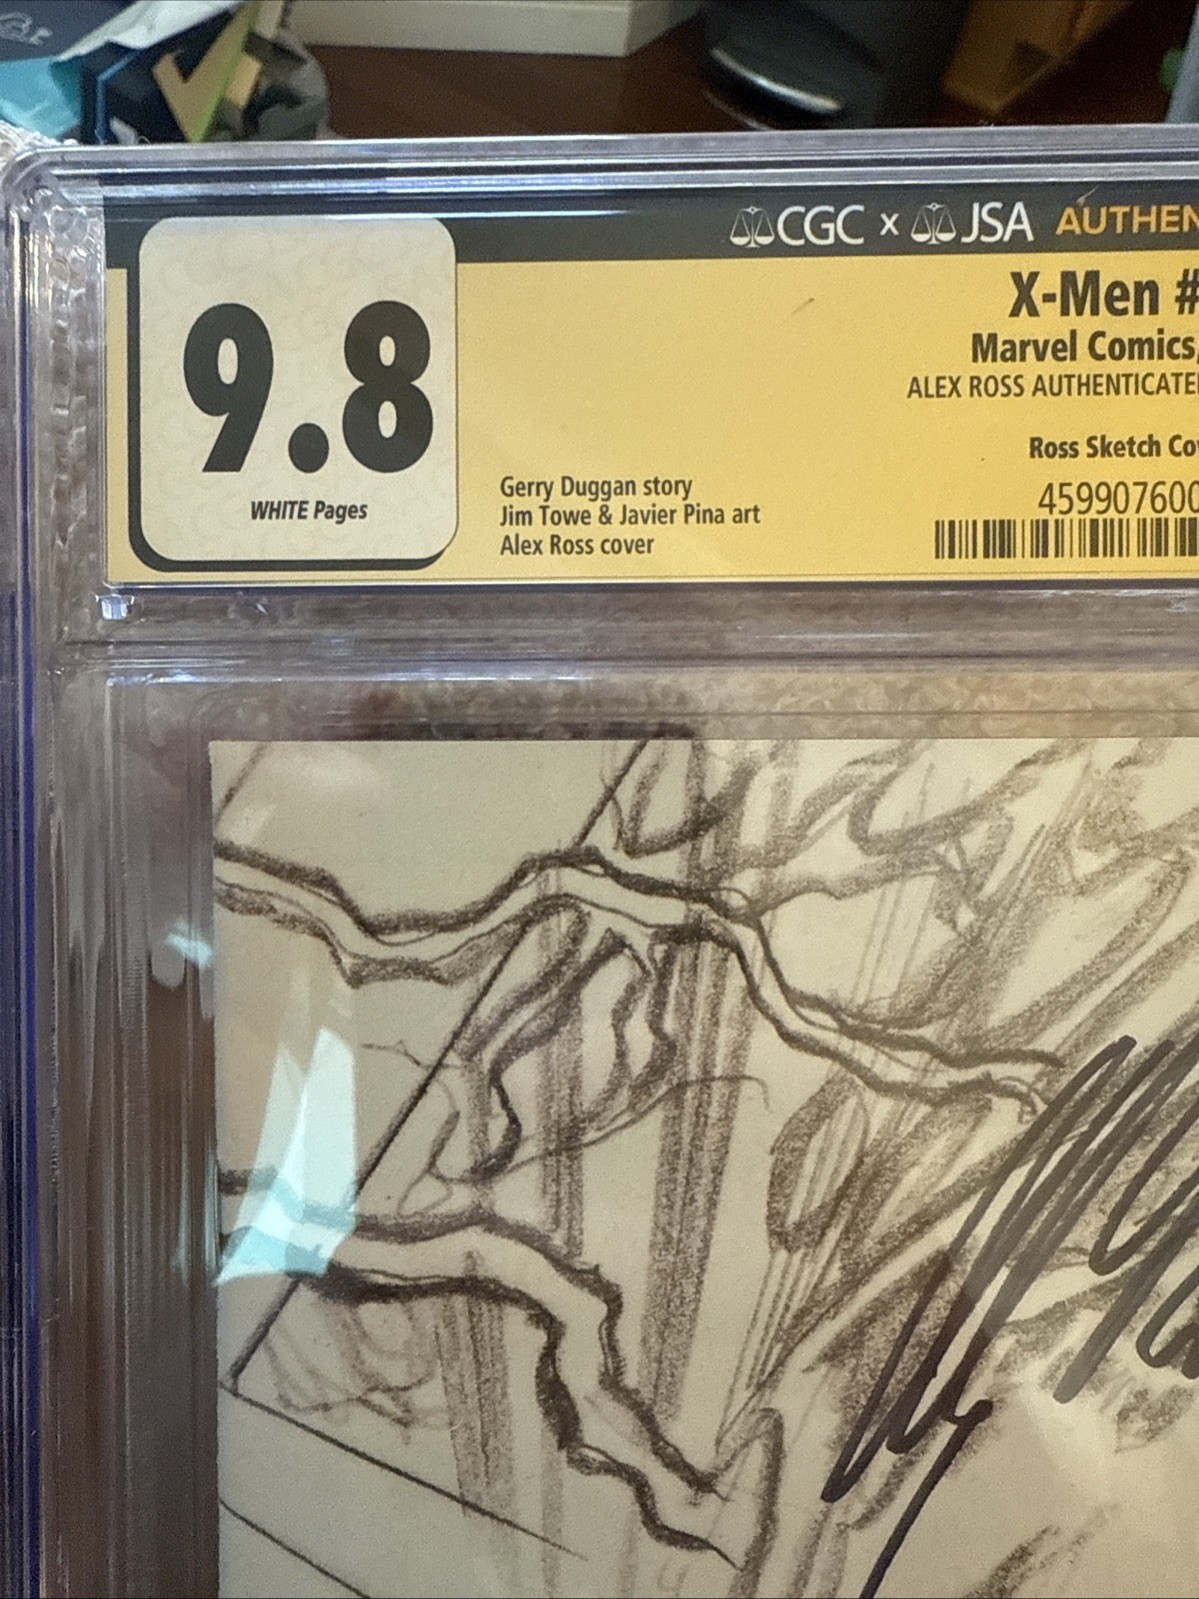 CGC x JSA AUTHEN
9.8
WHITE Pages
X-Men #
Marvel Comics,
ALEX ROSS AUTHENTICATE
Ross Sketch Co
Gerry Duggan story
Jim Towe & Javier Pina art
Alex Ross cover
459907600